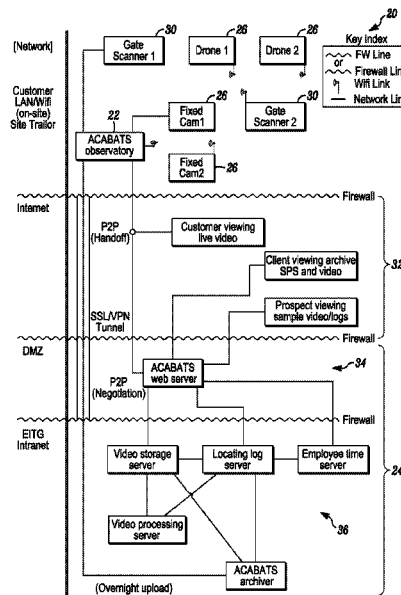 20
Key Index
FW Line
or
Firewall Line
Wifi Link
Network Line
[Network]
30
Gate
Scanner 1
26
Drone 1
26
Drone 2
Customer
LAN/Wifi
(on-site)
Site Trailor
22
ACABATS
observatory
26
Fixed
Cam1
30
Gate
Scanner 2
Fixed
Cam2
26
Internet
Firewall
P2P
(Handoff)
Customer viewing
live video
Client viewing archive
SPS and video
32
SSL/VPN
Tunnel
Prospect viewing
sample video/logs
DMZ
Firewall
P2P
(Negotiation)
ACABATS
web server
34
EITG
Intranet
Firewall
Video storage
server
Locating log
server
Employee time
server
24
Video processing
server
36
ACABATS
archiver
(Overnight upload)